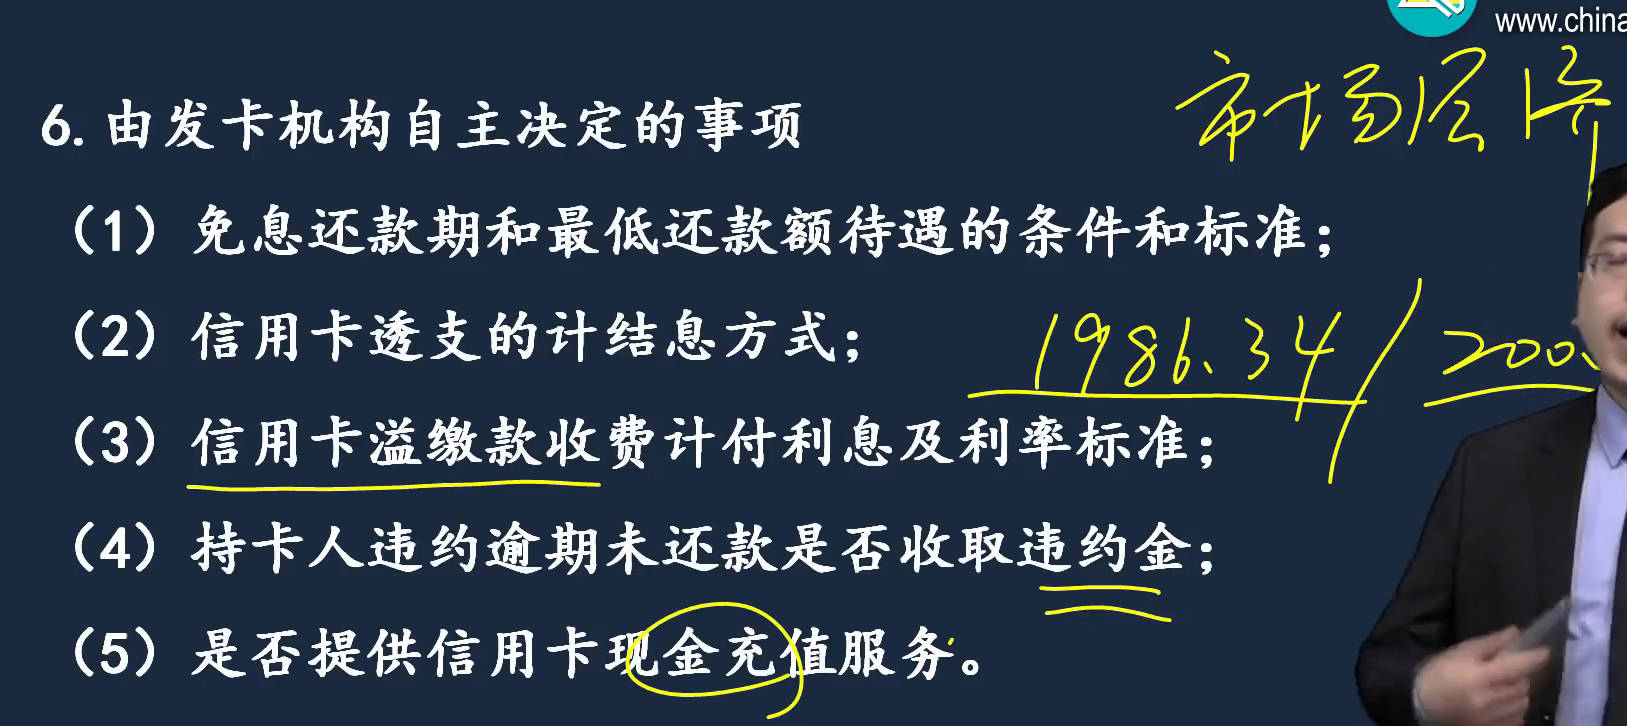 www.china
市场经济
6. 由发卡机构自主决定的事项
（1）免息还款期和最低还款额待遇的条件和标准；
（2）信用卡透支的计结息方式；
1986.34
200
（3）信用卡溢缴款收费计付利息及利率标准；
（4）持卡人违约逾期未还款是否收取违约金；
（5）是否提供信用卡现金充值服务。